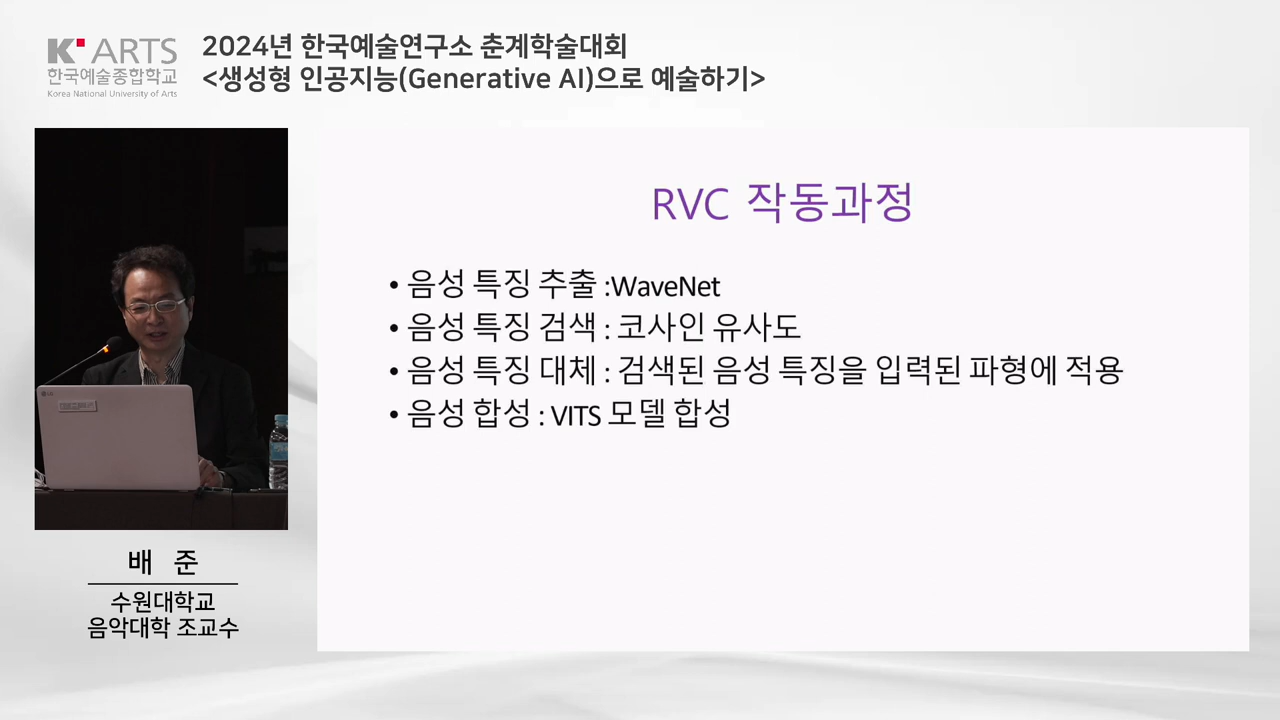 K ARTS
한국예술종합학교
Korea National University of Arts
2024년 한국예술연구소 춘계학술대회
<생성형 인공지능(Generative AI)으로 예술하기>
RVC 작동과정
• 음성 특징 추출 :WaveNet
• 음성 특징 검색 : 코사인 유사도
• 음성 특징 대체 : 검색된 음성 특징을 입력된 파형에 적용
• 음성 합성 : VITS 모델 합성
LG
배 준
수원대학교
음악대학 조교수